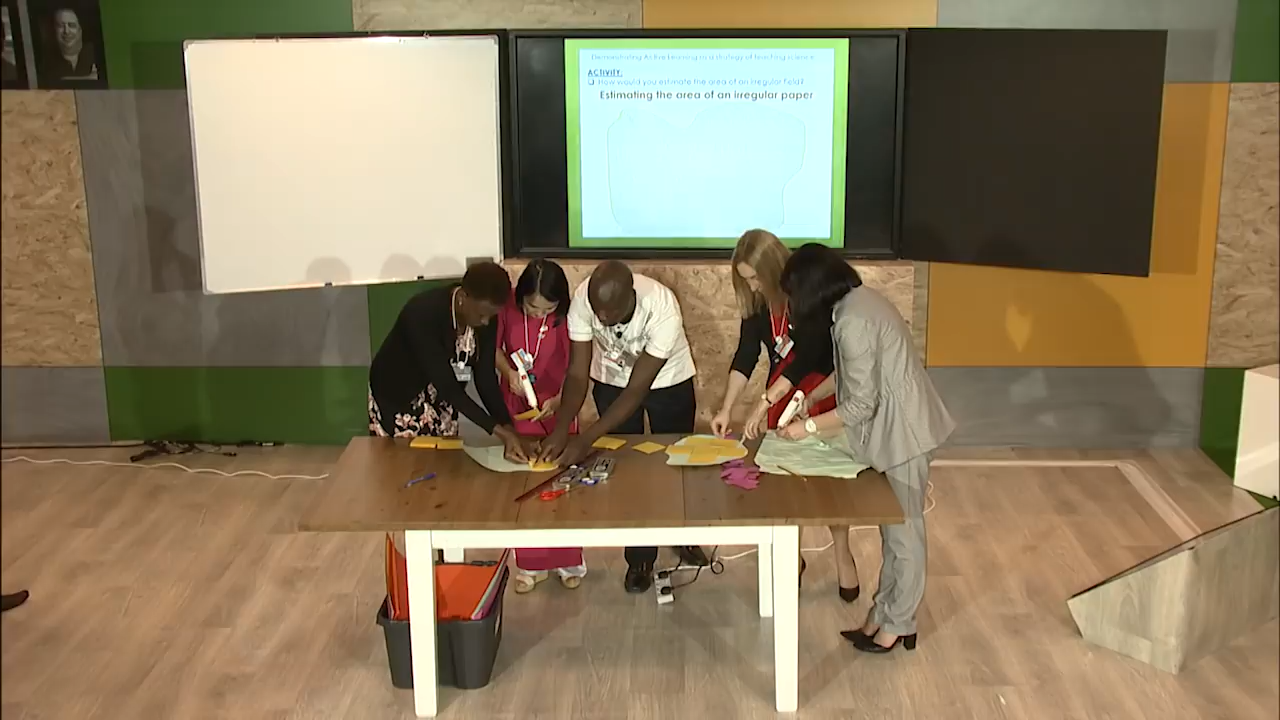 Demonstrating Active Learning as a strategy of teaching science
ACTIVITY:
❑ How would you estimate the area of an irregular field?
Estimating the area of an irregular paper